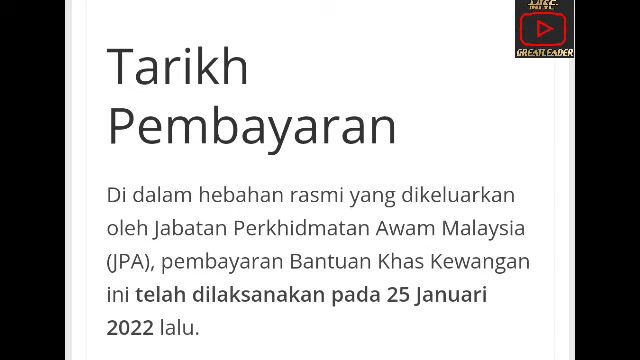 GREATLEADER
Tarikh
Pembayaran
Di dalam hebahan rasmi yang dikeluarkan
oleh Jabatan Perkhidmatan Awam Malaysia
(JPA), pembayaran Bantuan Khas Kewangan
ini telah dilaksanakan pada 25 Januari
2022 lalu.